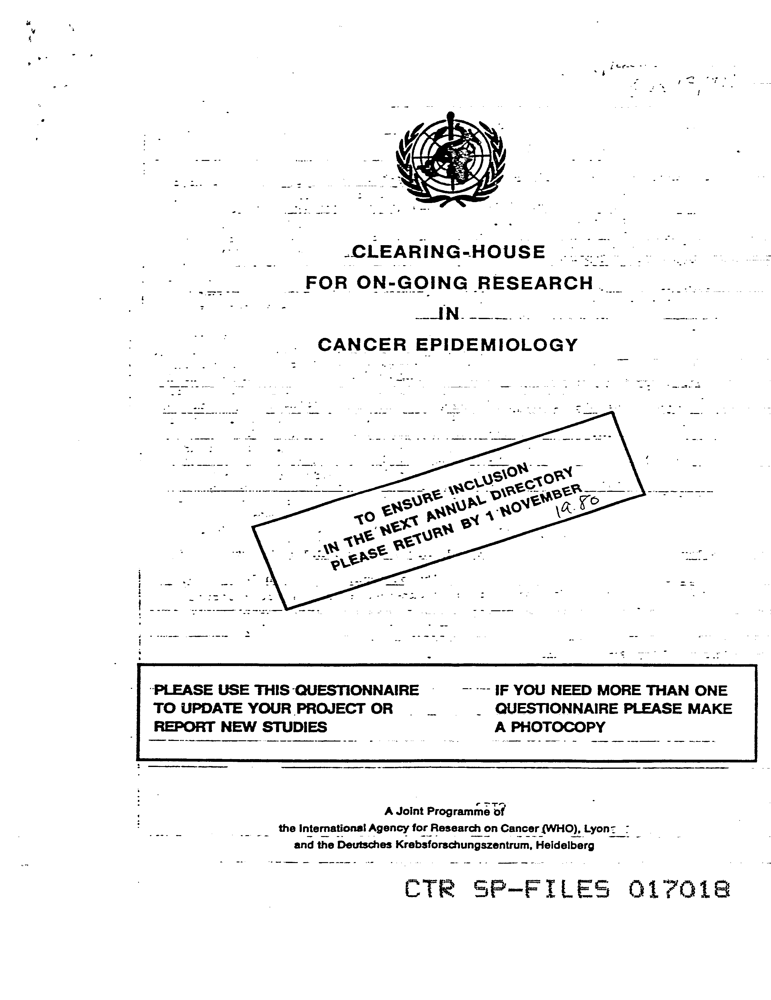 CLEARING-HOUSE
FOR ON-GOING RESEARCH
IN
CANCER EPIDEMIOLOGY
TO ENSURE INCLUSION
IN THE NEXT ANNUAL DIRECTORY
PLEASE RETURN BY 1 NOVEMBER
19.80
PLEASE USE THIS QUESTIONNAIRE
TO UPDATE YOUR PROJECT OR
REPORT NEW STUDIES
IF YOU NEED MORE THAN ONE
QUESTIONNAIRE PLEASE MAKE
A PHOTOCOPY
A Joint Programme of
the International Agency for Research on Cancer (WHO), Lyon
and the Deutsches Krebsforschungszentrum, Heidelberg
CTR SP-FILES 017018